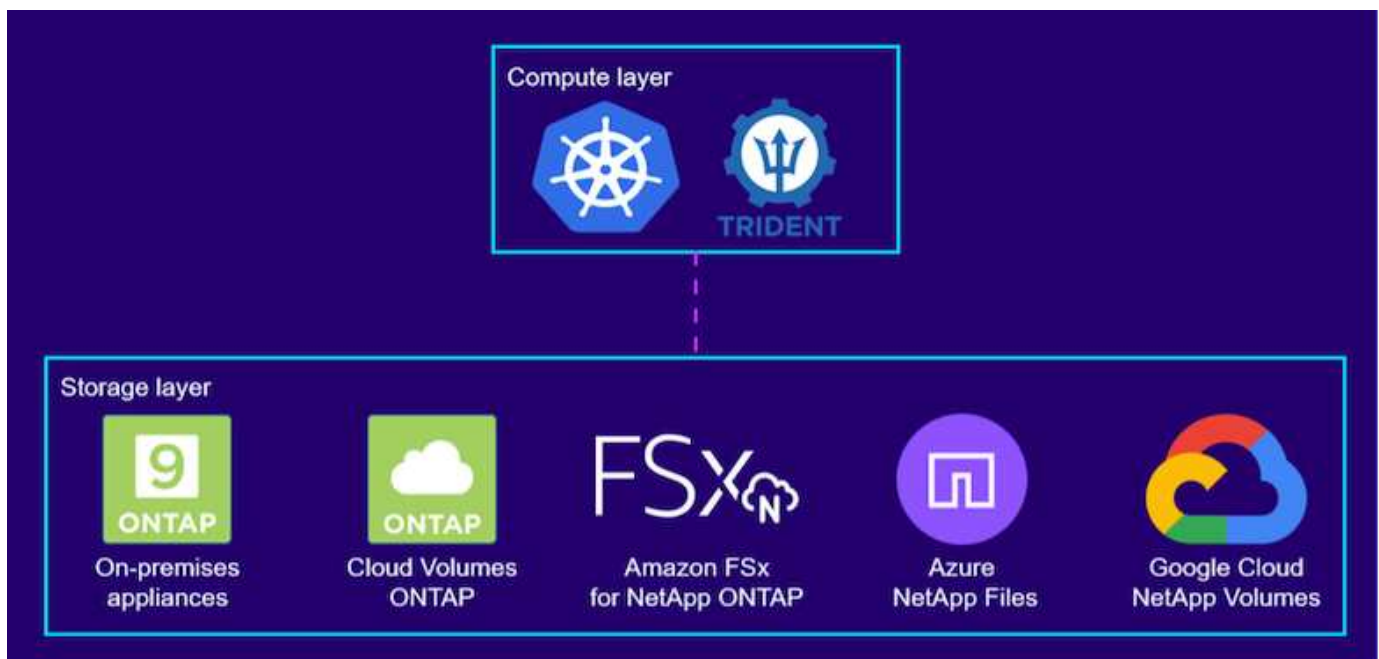 Compute layer
TRIDENT
Storage layer
9
ONTAP
On-premises
appliances
ONTAP
Cloud Volumes
ONTAP
FSxN
Amazon FSx
for NetApp ONTAP
Azure
NetApp Files
Google Cloud
NetApp Volumes